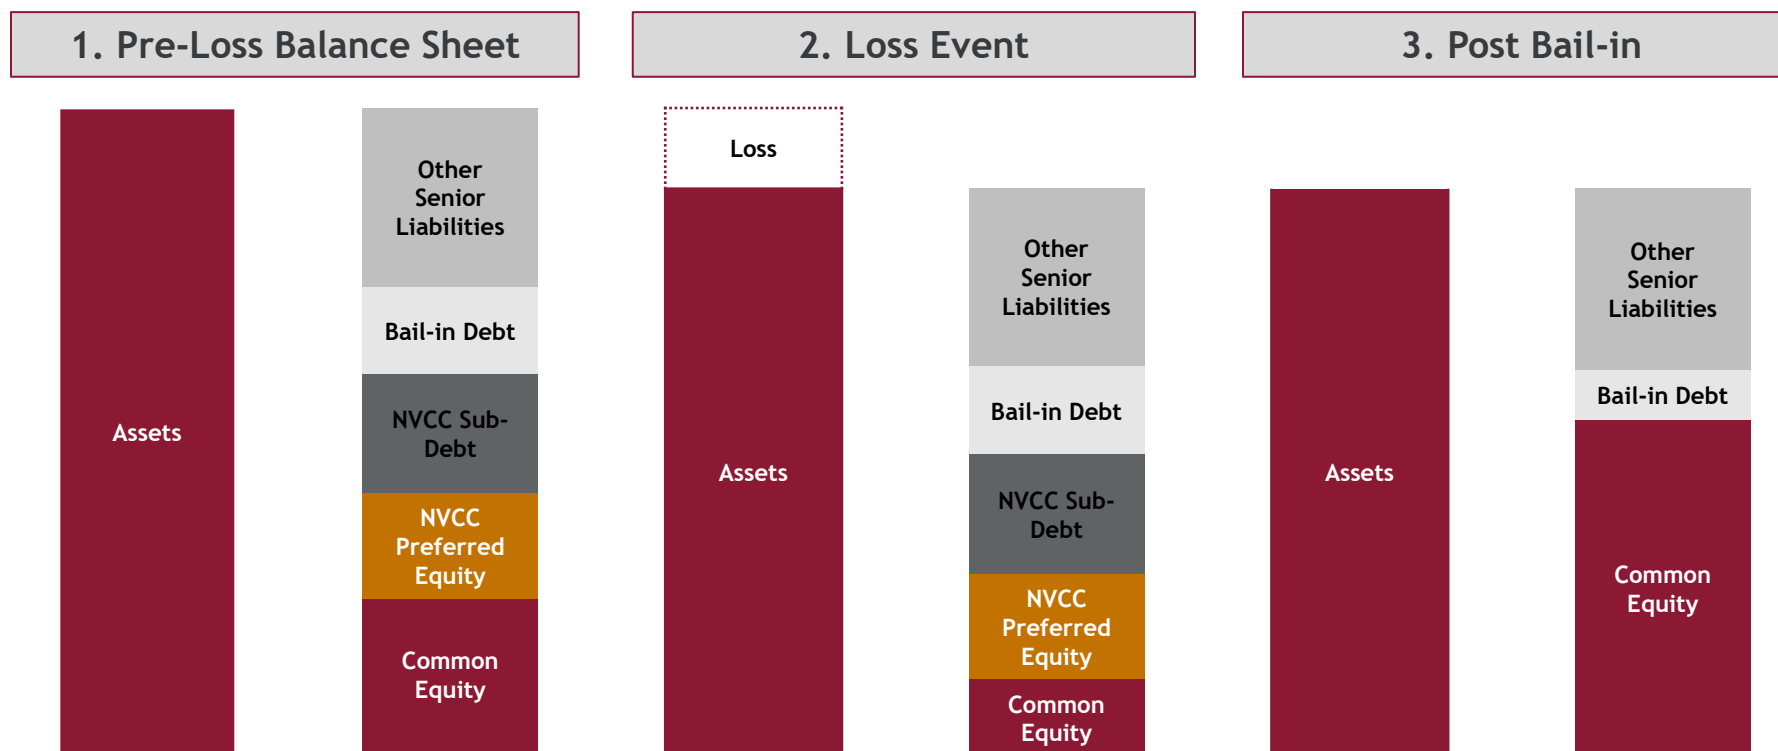 1. Pre-Loss Balance Sheet
Assets
Other
Senior
Liabilities
Bail-in Debt
NVCC Sub-
Debt
NVCC
Preferred
Equity
Common
Equity
2. Loss Event
Loss
Assets
Other
Senior
Liabilities
Bail-in Debt
NVCC Sub-
Debt
NVCC
Preferred
Equity
Common
Equity
3. Post Bail-in
Assets
Other
Senior
Liabilities
Bail-in Debt
Common
Equity